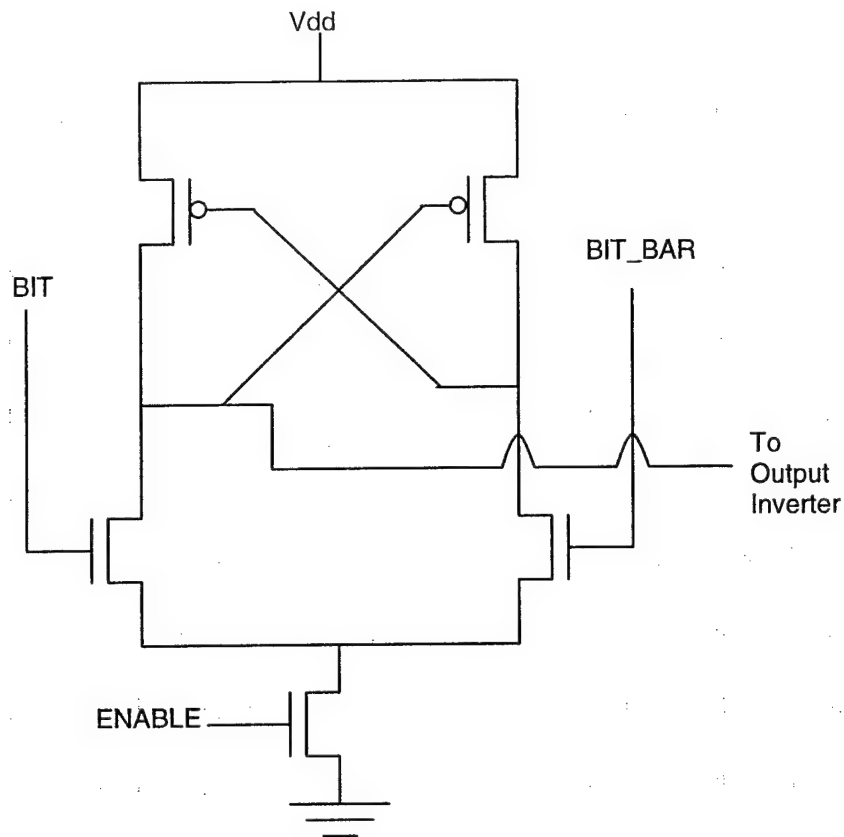 Vdd
BIT_BAR
BIT
To
Output
Inverter
ENABLE